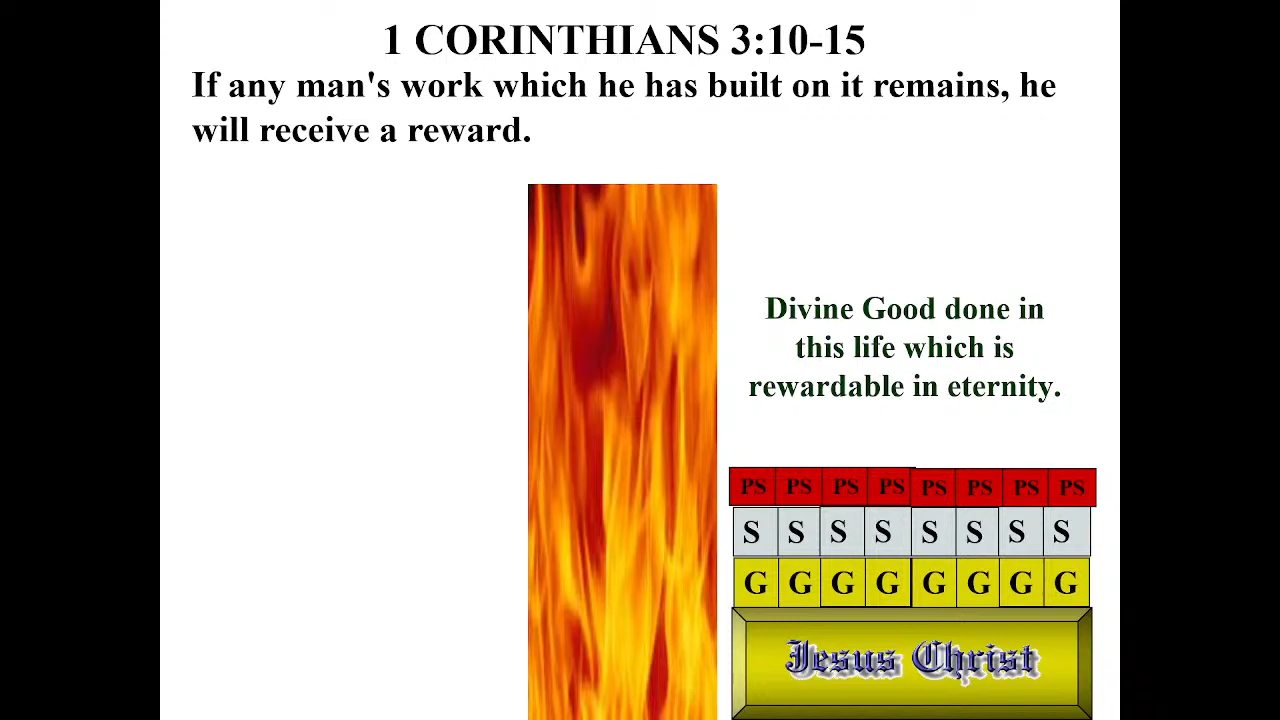 1 CORINTHIANS 3:10-15
If any man's work which he has built on it remains, he
will receive a reward.
Divine Good done in
this life which is
rewardable in eternity.
PS PS PS PS PS PS PS PS
S S S S S S S S
G G G G G G G G
Jesus Christ